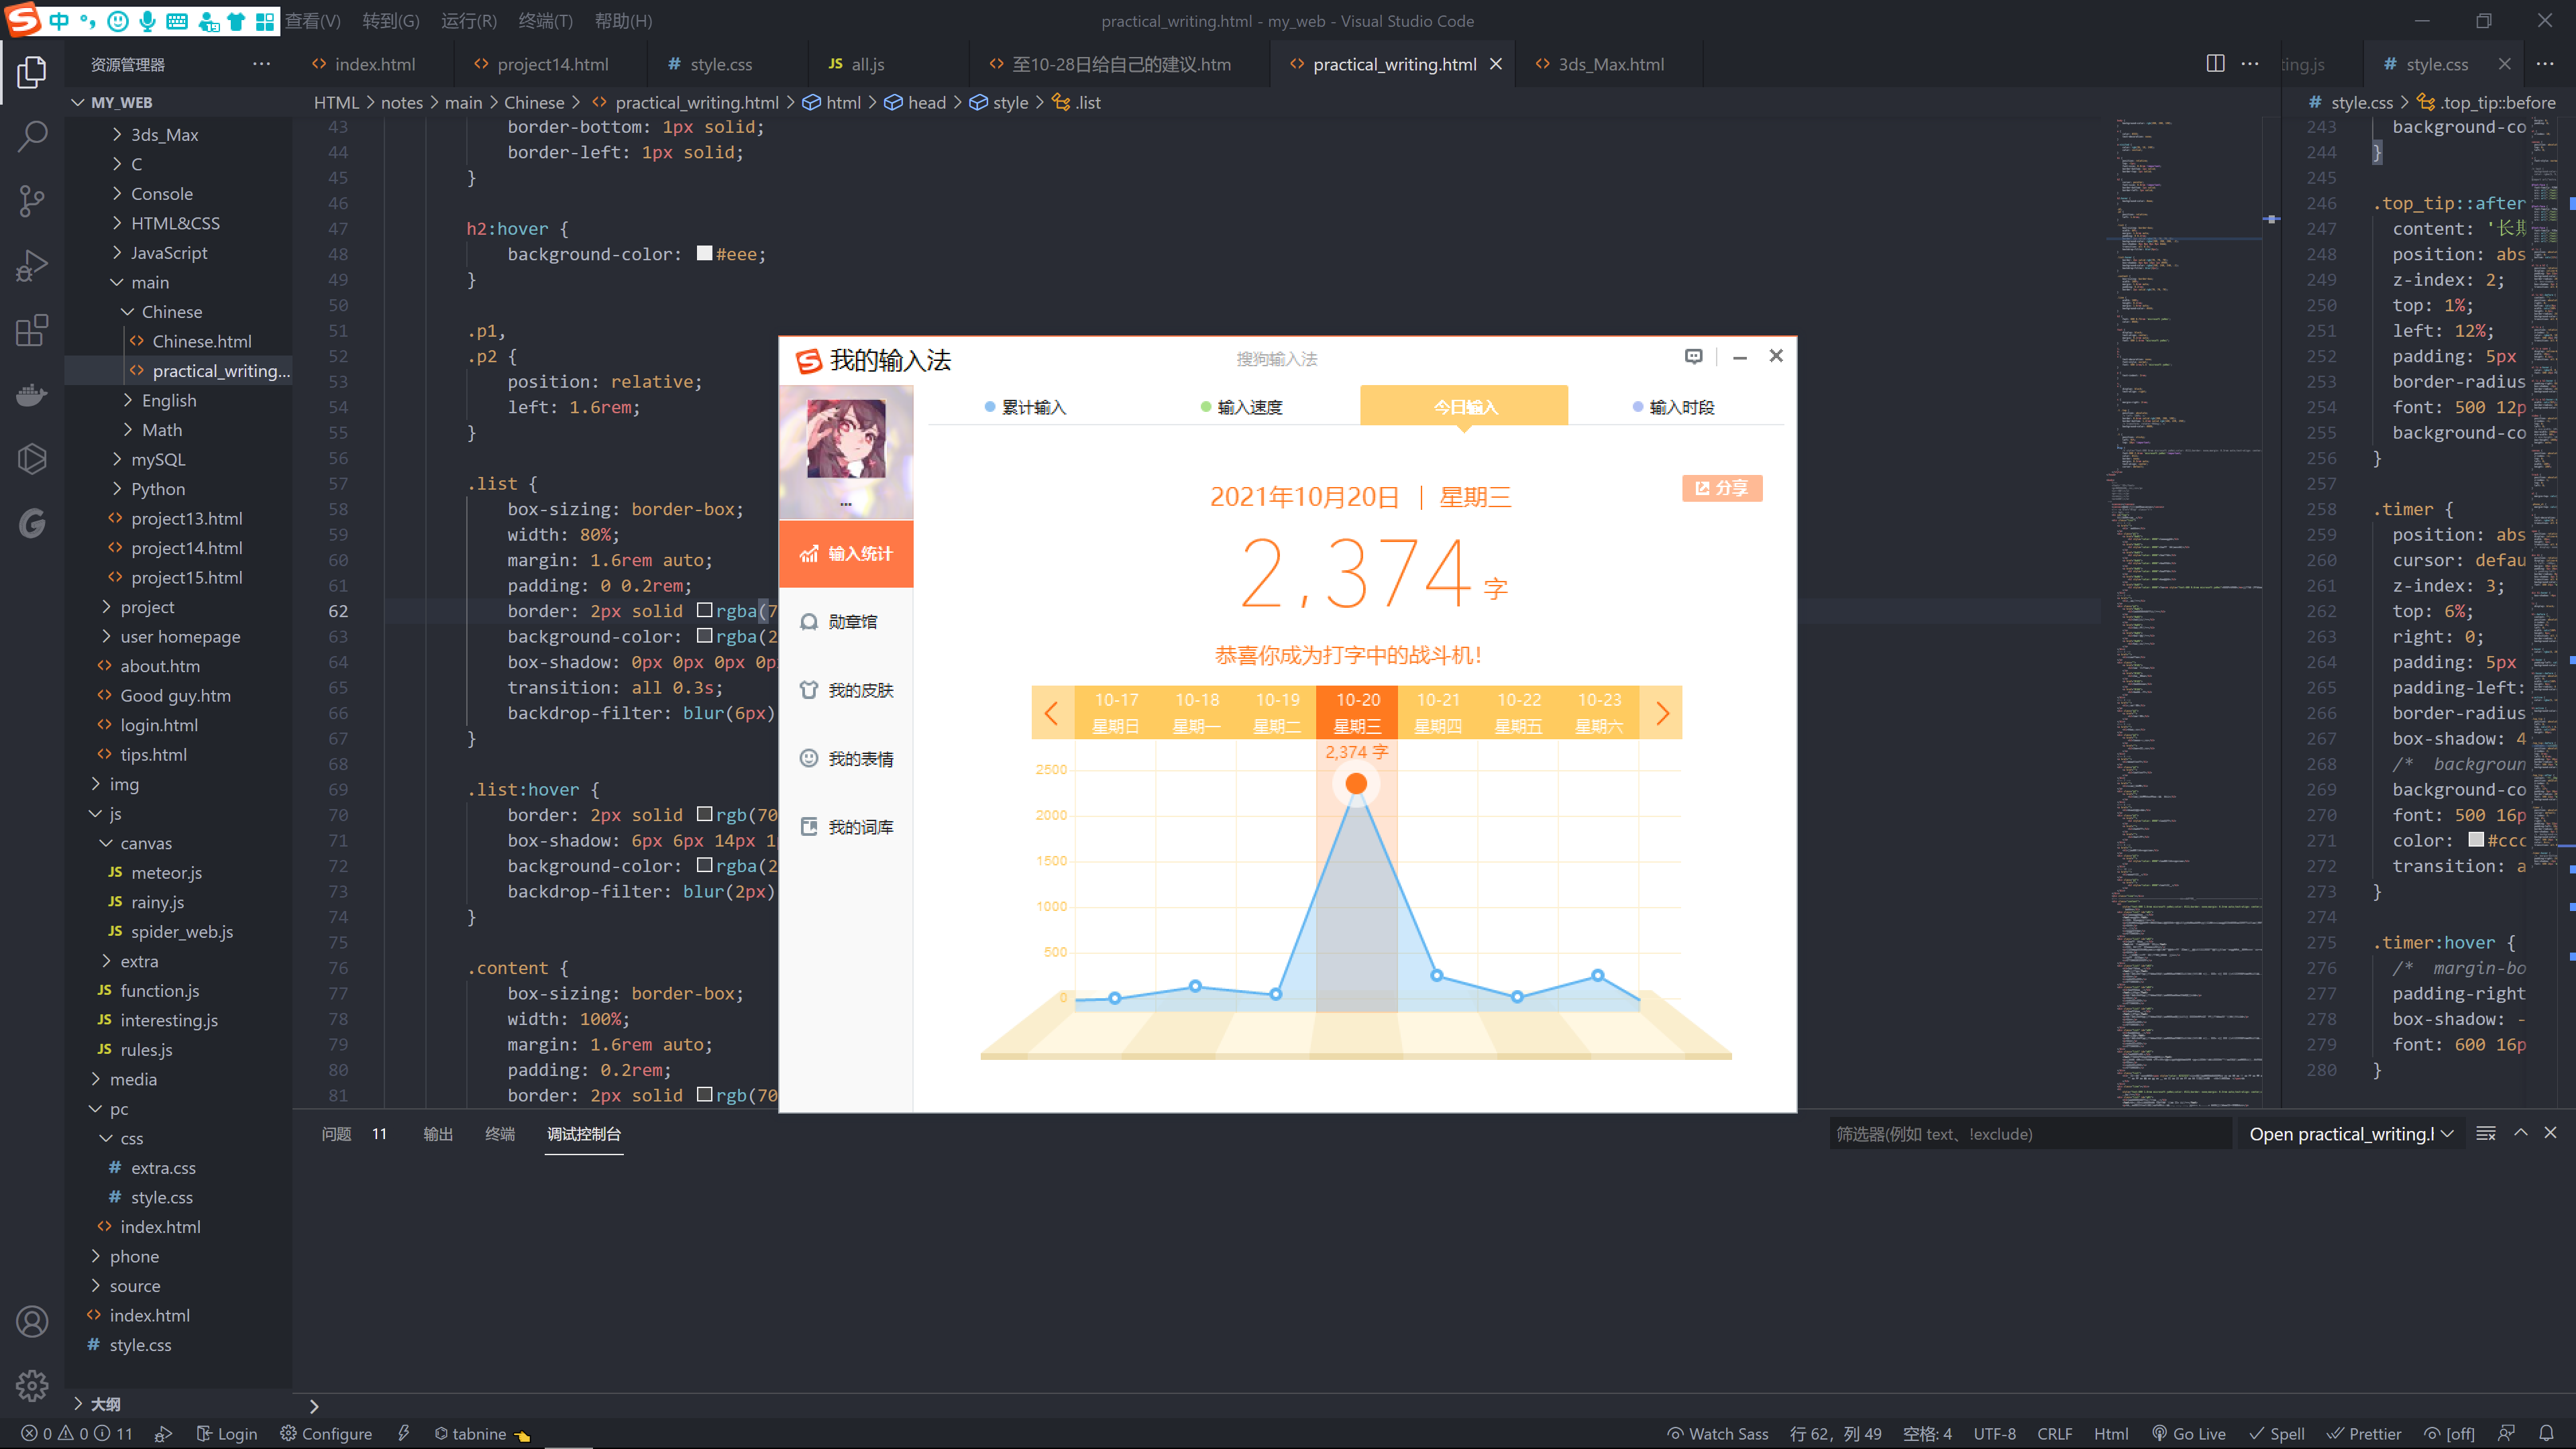 中
查看(V) 转到(G) 运行(R) 终端(T) 帮助(H)
practical_writing.html - my_web - Visual Studio Code
资源管理器
index.html project14.html style.css JS all.js 至10-28日给自己的建议.htm practical_writing.html 3ds_Max.html
ting.js # style.css
MY_WEB
HTML > notes > main > Chinese > practical_writing.html > html > head > style > .list
# style.css > .top_tip::before
3ds_Max
C
Console
HTML&CSS
JavaScript
main
Chinese
Chinese.html
practical_writing...
English
Math
mySQL
Python
project13.html
project14.html
project15.html
project
user homepage
about.htm
Good guy.htm
login.html
tips.html
img
js
canvas
JS meteor.js
JS rainy.js
JS spider_web.js
extra
JS function.js
JS interesting.js
JS rules.js
media
pc
css
# extra.css
# style.css
index.html
phone
source
index.html
# style.css
大纲
43 border-bottom: 1px solid;
44 border-left: 1px solid;
45 }
46
47 h2:hover {
48 background-color: #eee;
49 }
50
51 .p1,
52 .p2 {
53 position: relative;
54 left: 1.6rem;
55 }
56
57 .list {
58 box-sizing: border-box;
59 width: 80%;
60 margin: 1.6rem auto;
61 padding: 0 0.2rem;
62 border: 2px solid rgba(7
63 background-color: rgba(2
64 box-shadow: 0px 0px 0px 0p
65 transition: all 0.3s;
66 backdrop-filter: blur(6px)
67 }
68
69 .list:hover {
70 border: 2px solid rgb(70
71 box-shadow: 6px 6px 14px 1p
72 background-color: rgba(2
73 backdrop-filter: blur(2px)
74 }
75
76 .content {
77 box-sizing: border-box;
78 width: 100%;
79 margin: 1.6rem auto;
80 padding: 0.2rem;
81 border: 2px solid rgb(70
我的输入法
搜狗输入法
...
输入统计
勋章馆
我的皮肤
我的表情
我的词库
累计输入 输入速度 今日输入 输入时段
分享
2021年10月20日 | 星期三
2,374 字
恭喜你成为打字中的战斗机!
10-17 10-18 10-19 10-20 10-21 10-22 10-23
星期日 星期一 星期二 星期三 星期四 星期五 星期六
2,374 字
2500
2000
1500
1000
500
0
243 background-co
244 }
245
246 .top_tip::after
247 content: '长期
248 position: abs
249 z-index: 2;
250 top: 1%;
251 left: 12%;
252 padding: 5px
253 border-radius
254 font: 500 12p
255 background-co
256 }
257
258 .timer {
259 position: abs
260 cursor: defau
261 z-index: 3;
262 top: 6%;
263 right: 0;
264 padding: 5px
265 padding-left:
266 border-radius
267 box-shadow: 4
268 /* backgroun
269 background-co
270 font: 500 16p
271 color: #ccc
272 transition: a
273 }
274
275 .timer:hover {
276 /* margin-bo
277 padding-right
278 box-shadow: -
279 font: 600 16p
280 }
问题 11 输出 终端 调试控制台
筛选器(例如 text、!exclude)
Open practical_writing.l
0 0 11 Login Configure tabnine
Watch Sass 行 62, 列 49 空格: 4 UTF-8 CRLF Html Go Live Spell Prettier [off]